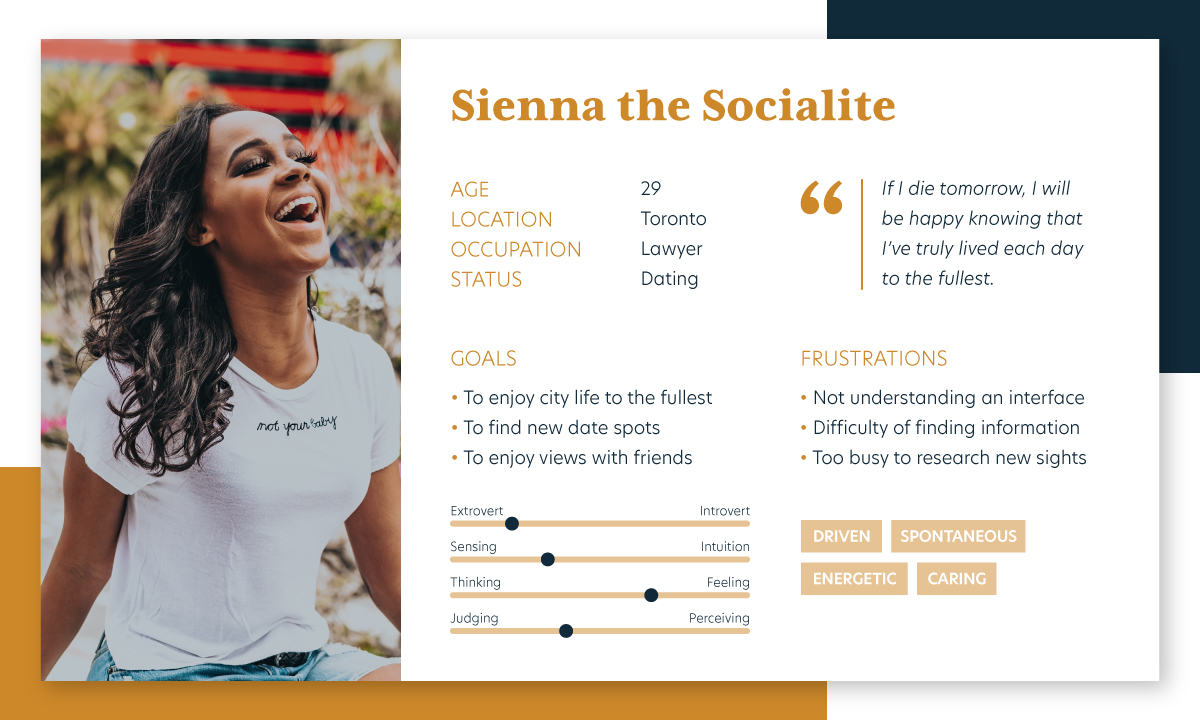 Sienna the Socialite
AGE 29
LOCATION Toronto
OCCUPATION Lawyer
STATUS Dating
“
If I die tomorrow, I will
be happy knowing that
I’ve truly lived each day
to the fullest.
GOALS
• To enjoy city life to the fullest
• To find new date spots
• To enjoy views with friends
FRUSTRATIONS
• Not understanding an interface
• Difficulty of finding information
• Too busy to research new sights
Extrovert Introvert
Sensing Intuition
Thinking Feeling
Judging Perceiving
DRIVEN SPONTANEOUS
ENERGETIC CARING
not your baby